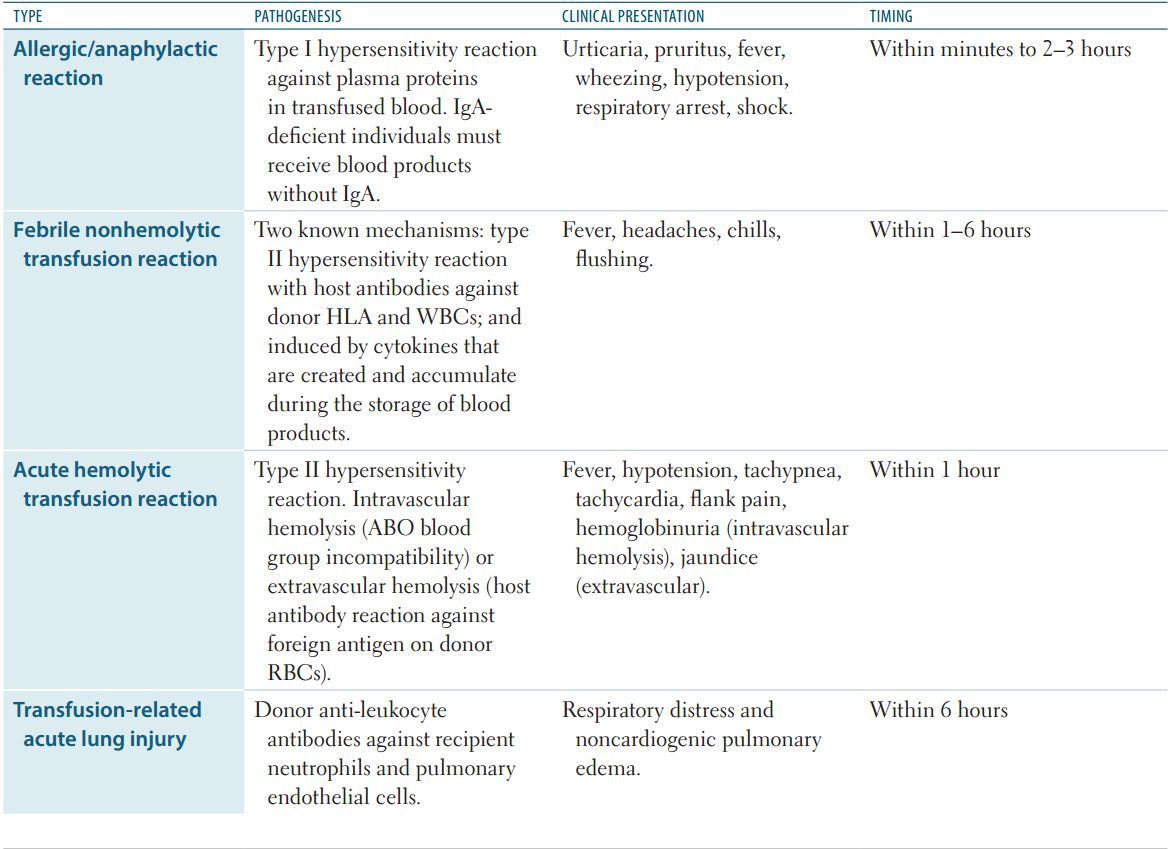 TYPE PATHOGENESIS CLINICAL PRESENTATION TIMING
Allergic/anaphylactic
reaction
Type I hypersensitivity reaction
against plasma proteins
in transfused blood. IgA-
deficient individuals must
receive blood products
without IgA.
Urticaria, pruritus, fever,
wheezing, hypotension,
respiratory arrest, shock.
Within minutes to 2–3 hours
Febrile nonhemolytic
transfusion reaction
Two known mechanisms: type
II hypersensitivity reaction
with host antibodies against
donor HLA and WBCs; and
induced by cytokines that
are created and accumulate
during the storage of blood
products.
Fever, headaches, chills,
flushing.
Within 1–6 hours
Acute hemolytic
transfusion reaction
Type II hypersensitivity
reaction. Intravascular
hemolysis (ABO blood
group incompatibility) or
extravascular hemolysis (host
antibody reaction against
foreign antigen on donor
RBCs).
Fever, hypotension, tachypnea,
tachycardia, flank pain,
hemoglobinuria (intravascular
hemolysis), jaundice
(extravascular).
Within 1 hour
Transfusion-related
acute lung injury
Donor anti-leukocyte
antibodies against recipient
neutrophils and pulmonary
endothelial cells.
Respiratory distress and
noncardiogenic pulmonary
edema.
Within 6 hours